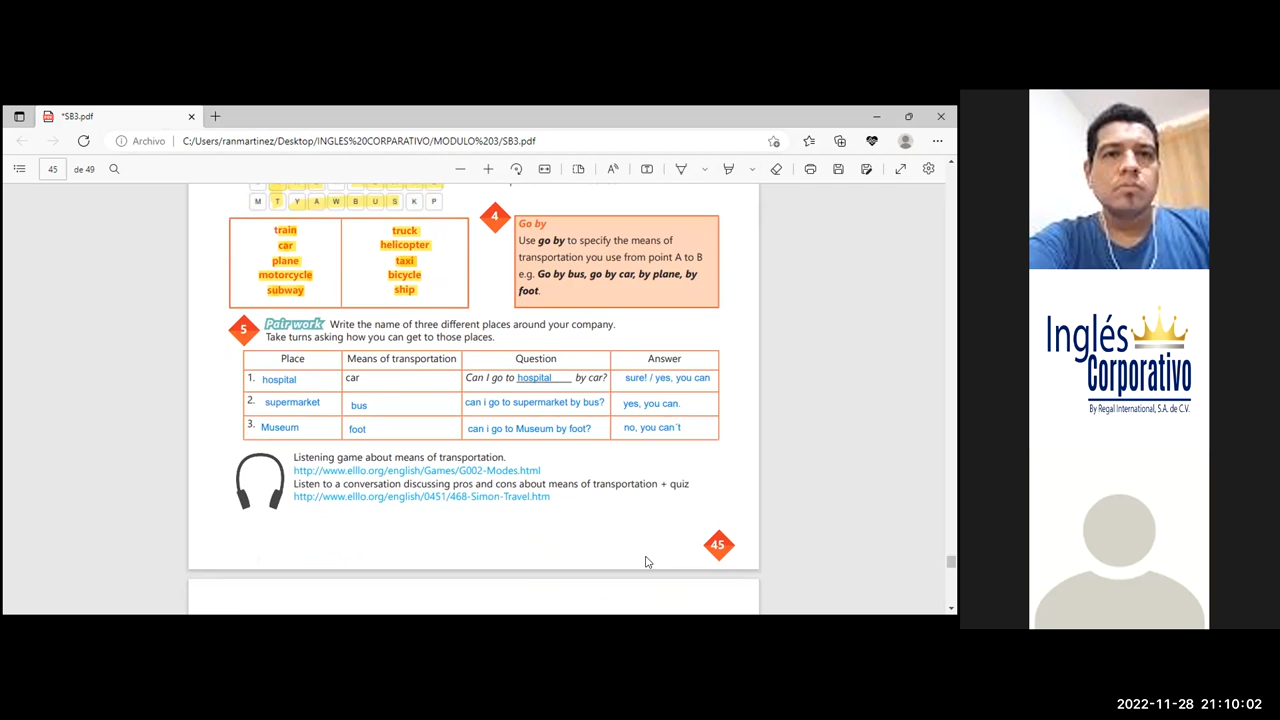 *SB3.pdf
Archivo
C:/Users/ranmartinez/Desktop/INGLES%20CORPARATIVO/MODULO%203/SB3.pdf
45
de 49
M T Y A W B U S K P
train
car
plane
motorcycle
subway
truck
helicopter
taxi
bicycle
ship
4
Go by
Use go by to specify the means of
transportation you use from point A to B
e.g. Go by bus, go by car, by plane, by
foot.
5
Pair work Write the name of three different places around your company.
Take turns asking how you can get to those places.
Place Means of transportation Question Answer
1. hospital car Can I go to hospital____ by car? sure! / yes, you can
2. supermarket bus can i go to supermarket by bus? yes, you can.
3. Museum foot can i go to Museum by foot? no, you can´t
Listening game about means of transportation.
http://www.elllo.org/english/Games/G002-Modes.html
Listen to a conversation discussing pros and cons about means of transportation + quiz
http://www.elllo.org/english/0451/468-Simon-Travel.htm
45
Inglés
Corporativo
By Regal International, S.A. de C.V.
2022-11-28 21:10:02